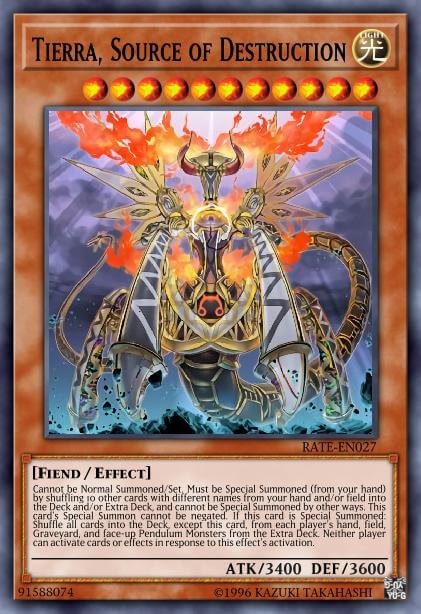 TIERRA, SOURCE OF DESTRUCTION
LIGHT
光
RATE-EN027
[FIEND / EFFECT]
Cannot be Normal Summoned/Set. Must be Special Summoned (from your hand)
by shuffling 10 other cards with different names from your hand and/or field into
the Deck and/or Extra Deck, and cannot be Special Summoned by other ways. This
card's Special Summon cannot be negated. If this card is Special Summoned:
Shuffle all cards into the Deck, except this card, from each player's hand, field,
Graveyard, and face-up Pendulum Monsters from the Extra Deck. Neither player
can activate cards or effects in response to this effect's activation.
ATK/3400 DEF/3600
91588074
©1996 KAZUKI TAKAHASHI